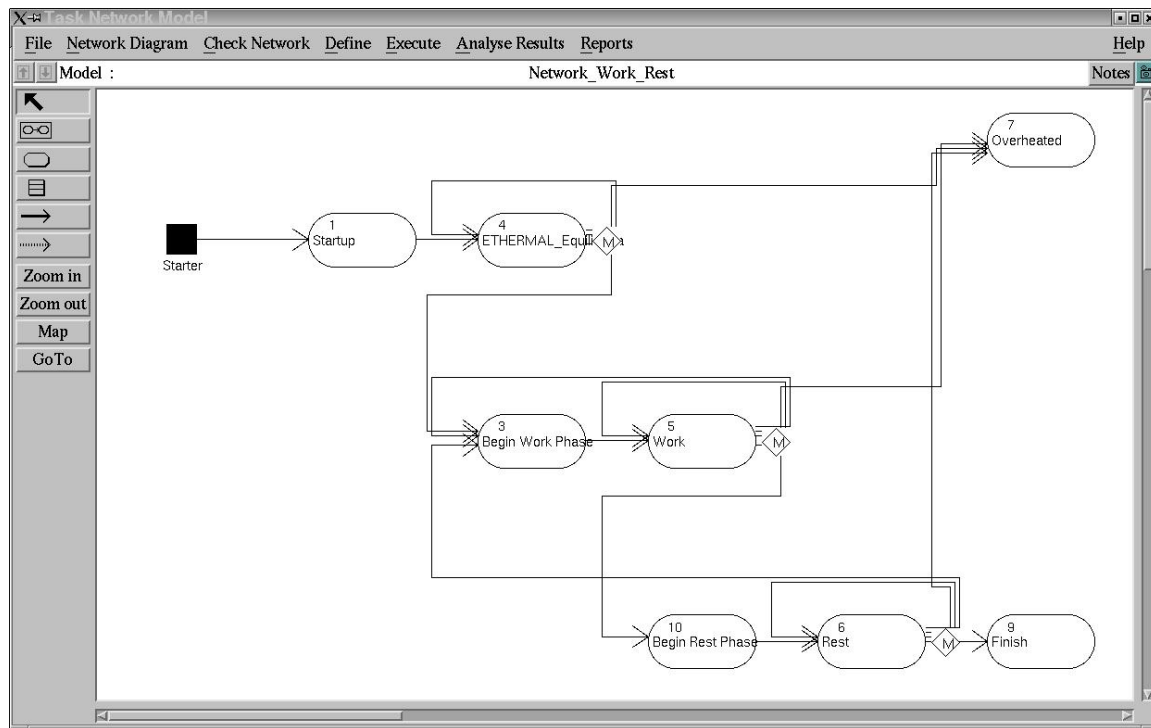 Task Network Model
File Network Diagram Check Network Define Execute Analyse Results Reports Help
Model : Network_Work_Rest Notes
Zoom in
Zoom out
Map
GoTo
Starter
1
Startup
4
ETHERMAL_Equi
M
7
Overheated
3
Begin Work Phase
5
Work
M
10
Begin Rest Phase
6
Rest
M
9
Finish